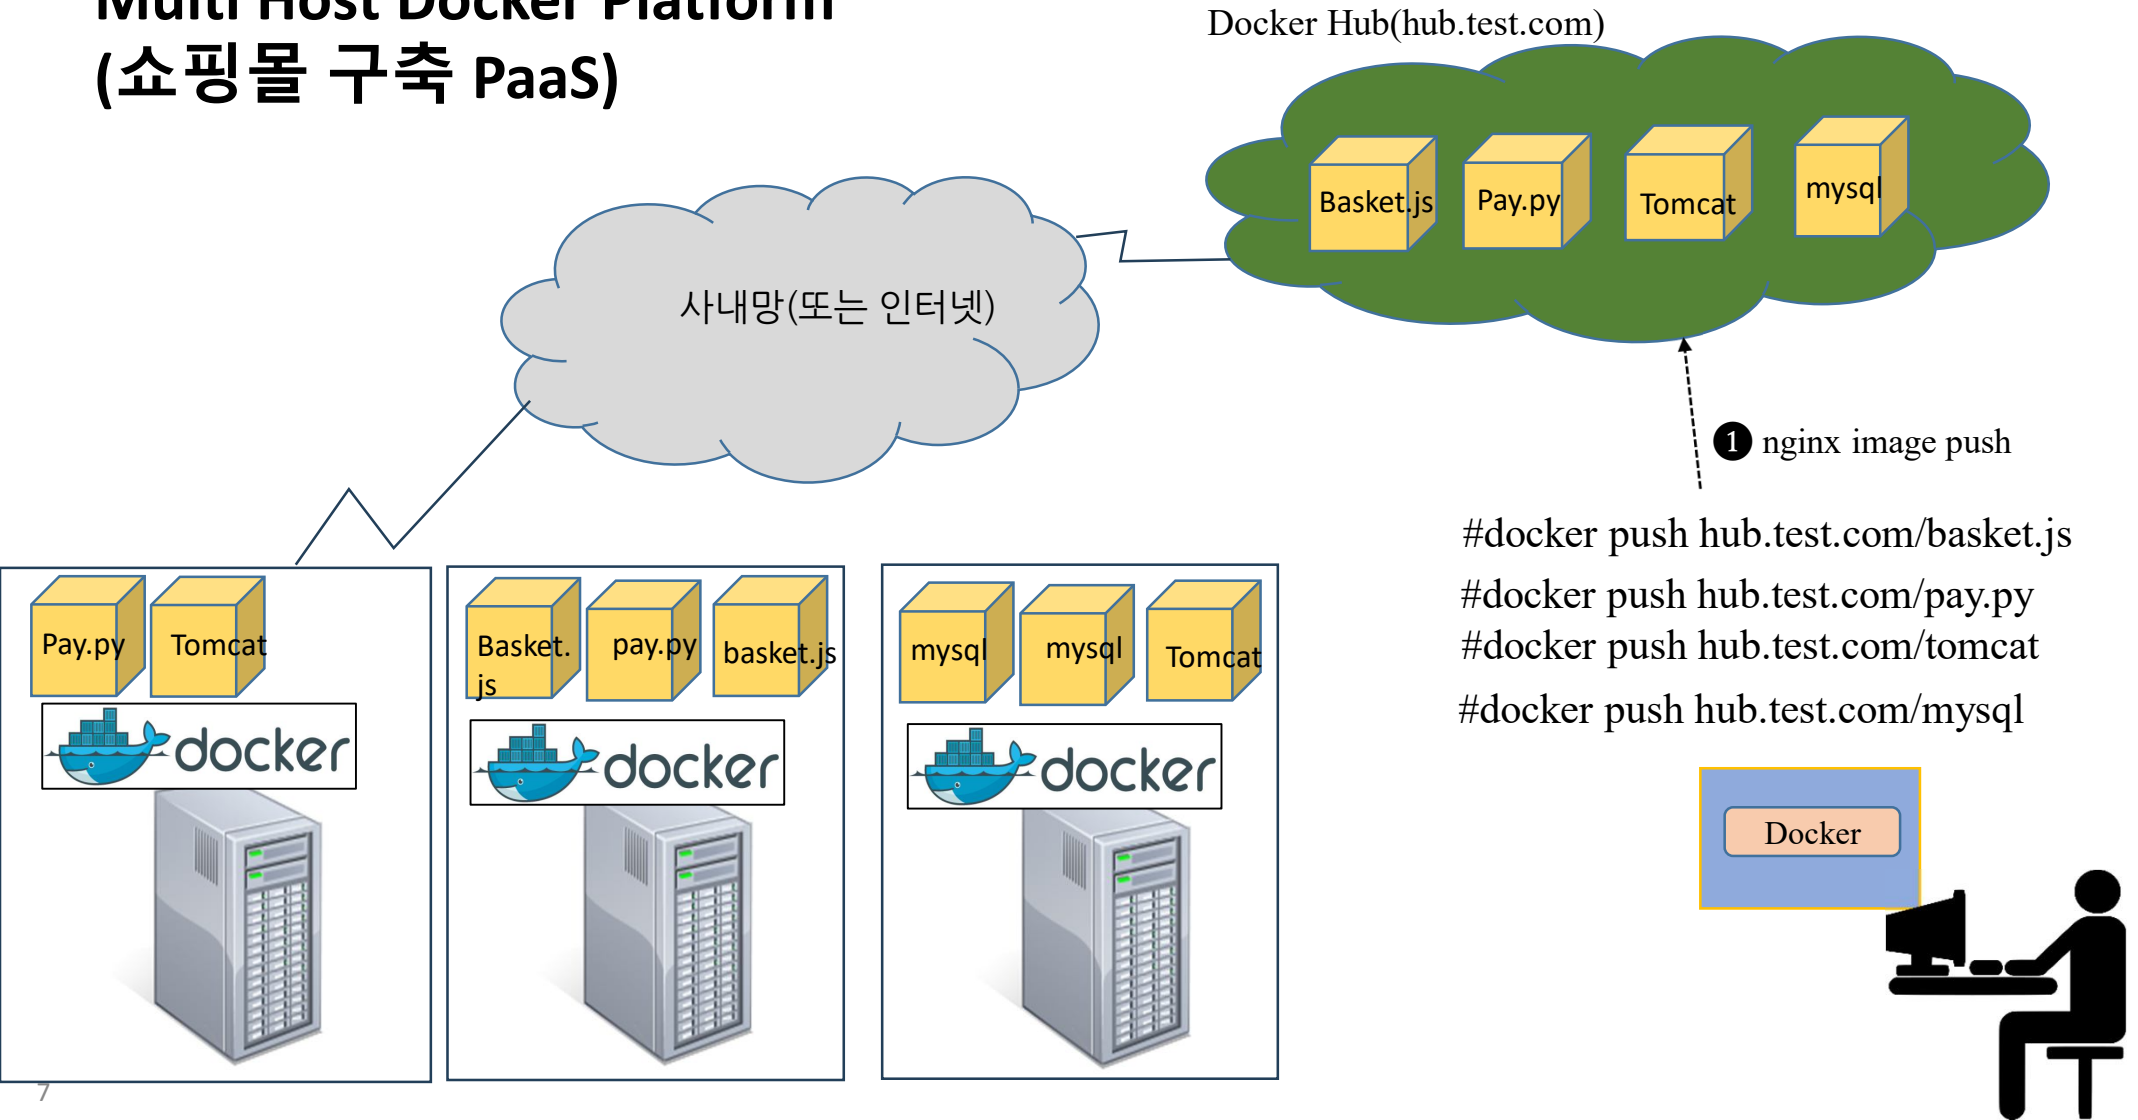 Multi Host Docker Platform
(쇼핑몰 구축 PaaS)
Docker Hub(hub.test.com)
Basket.js
Pay.py
Tomcat
mysql
사내망(또는 인터넷)
❶ nginx image push
#docker push hub.test.com/basket.js
#docker push hub.test.com/pay.py
#docker push hub.test.com/tomcat
#docker push hub.test.com/mysql
Pay.py
Tomcat
docker
Basket.
js
pay.py
basket.js
docker
mysql
mysql
Tomcat
docker
Docker
7